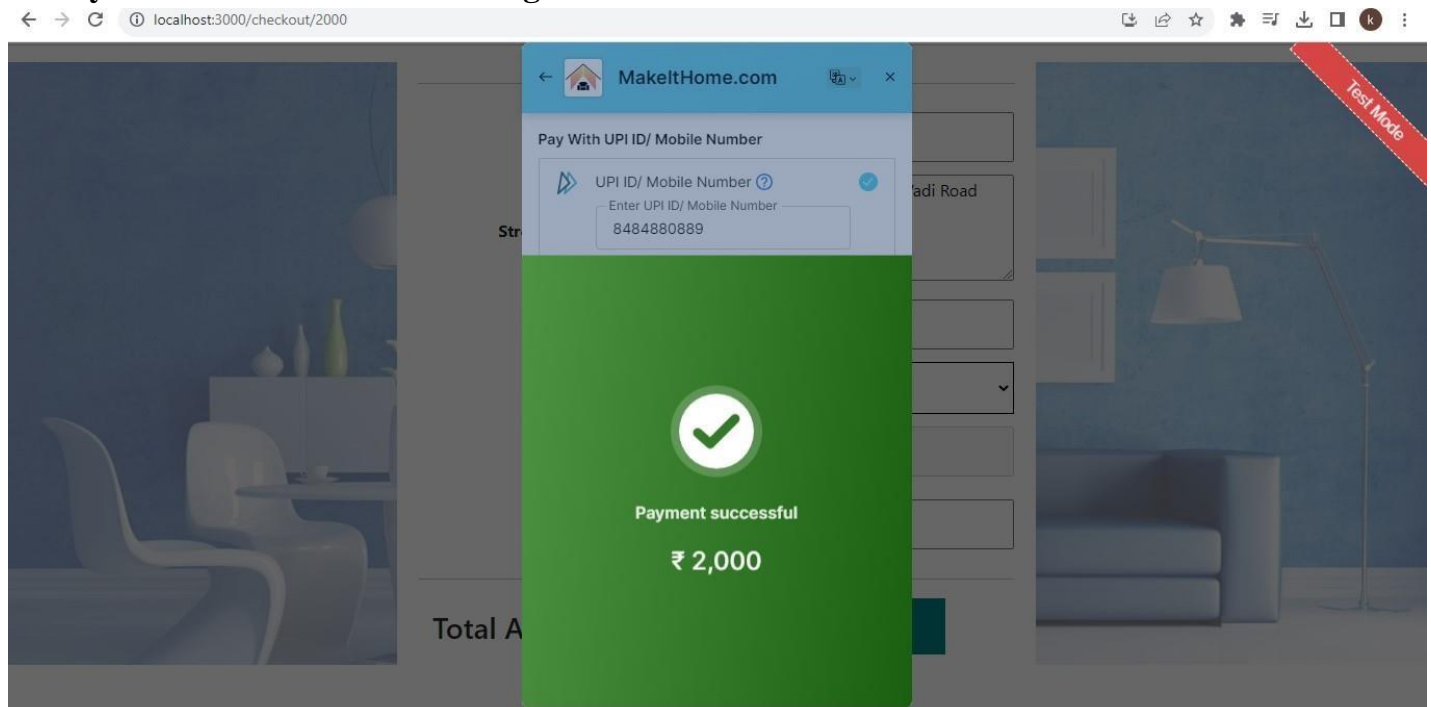 localhost:3000/checkout/2000
k
Test Mode
MakeItHome.com
Pay With UPI ID/ Mobile Number
UPI ID/ Mobile Number ?
Enter UPI ID/ Mobile Number
8484880889
Road
Str
Payment successful
₹ 2,000
Total A